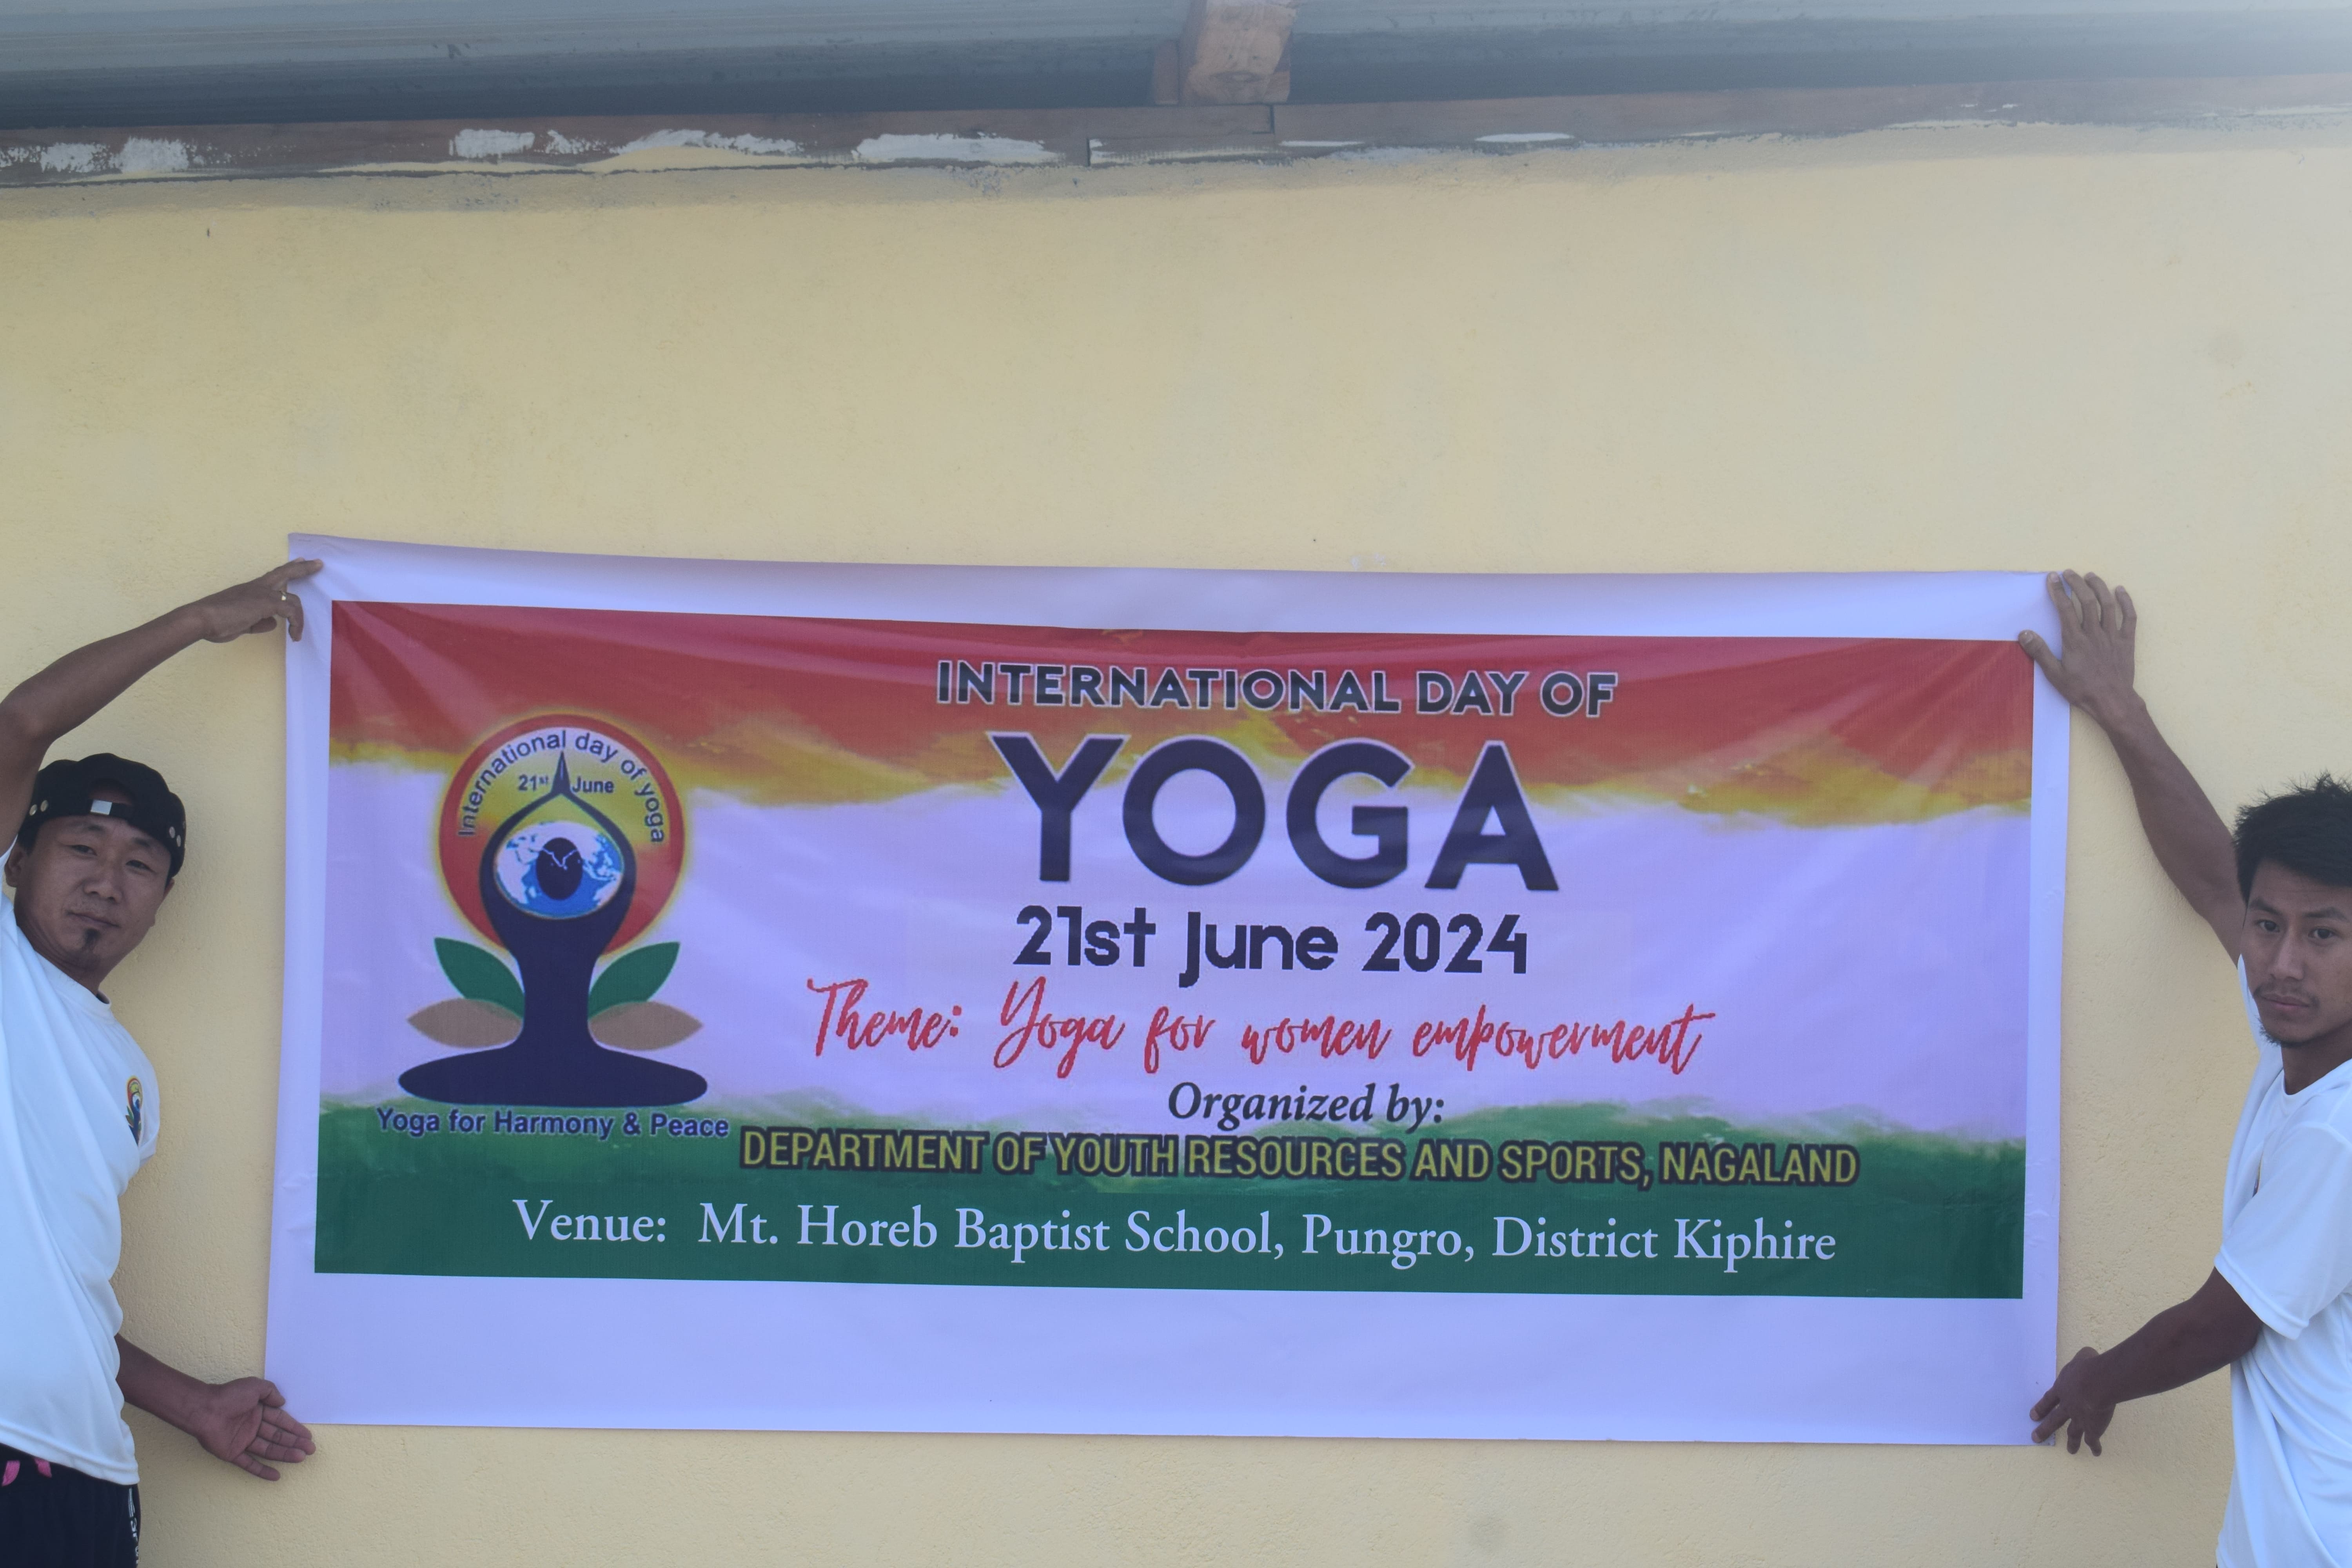 INTERNATIONAL DAY OF
YOGA
21st June 2024
Theme: Yoga for women empowerment
Organized by:
DEPARTMENT OF YOUTH RESOURCES AND SPORTS, NAGALAND
Venue: Mt. Horeb Baptist School, Pungro, District Kiphire
International day of yoga
21st June
Yoga for Harmony & Peace